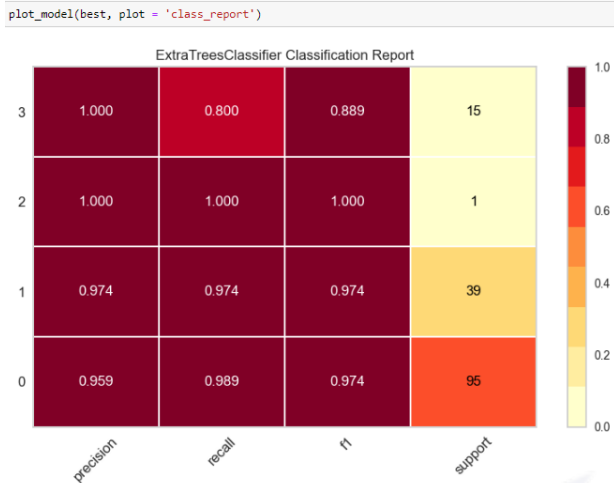 plot_model(best, plot = 'class_report')
ExtraTreesClassifier Classification Report
3 1.000 0.800 0.889 15
2 1.000 1.000 1.000 1
1 0.974 0.974 0.974 39
0 0.959 0.989 0.974 95
precision recall f1 support
1.0
0.8
0.6
0.4
0.2
0.0